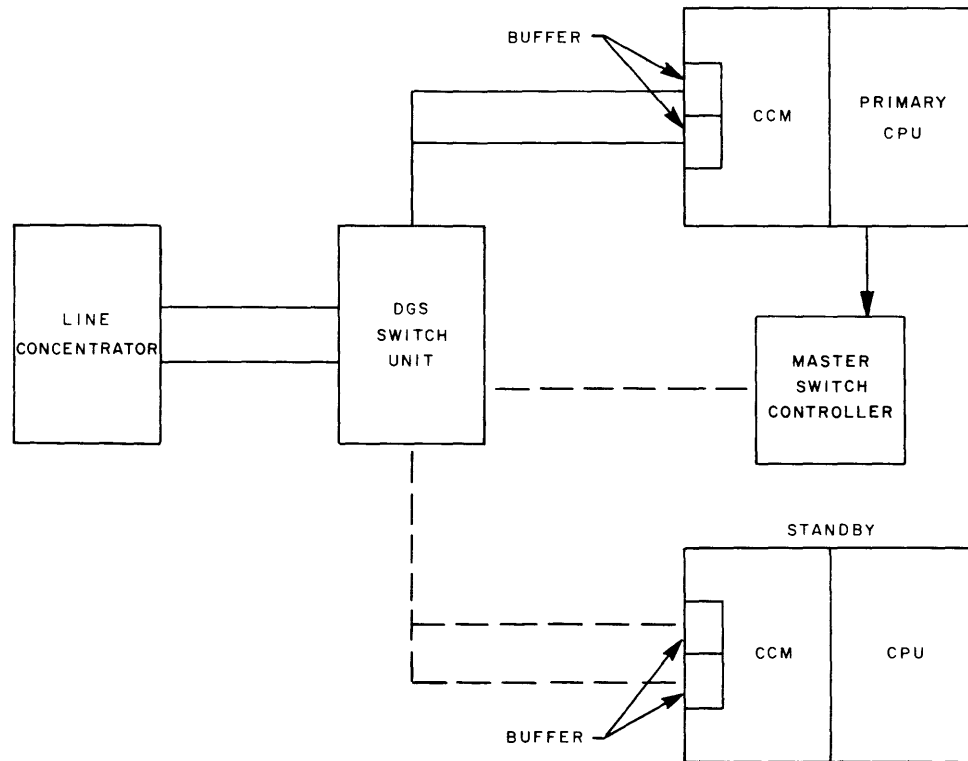 BUFFER
CCM
PRIMARY
CPU
LINE
CONCENTRATOR
DGS
SWITCH
UNIT
MASTER
SWITCH
CONTROLLER
STANDBY
CCM
CPU
BUFFER